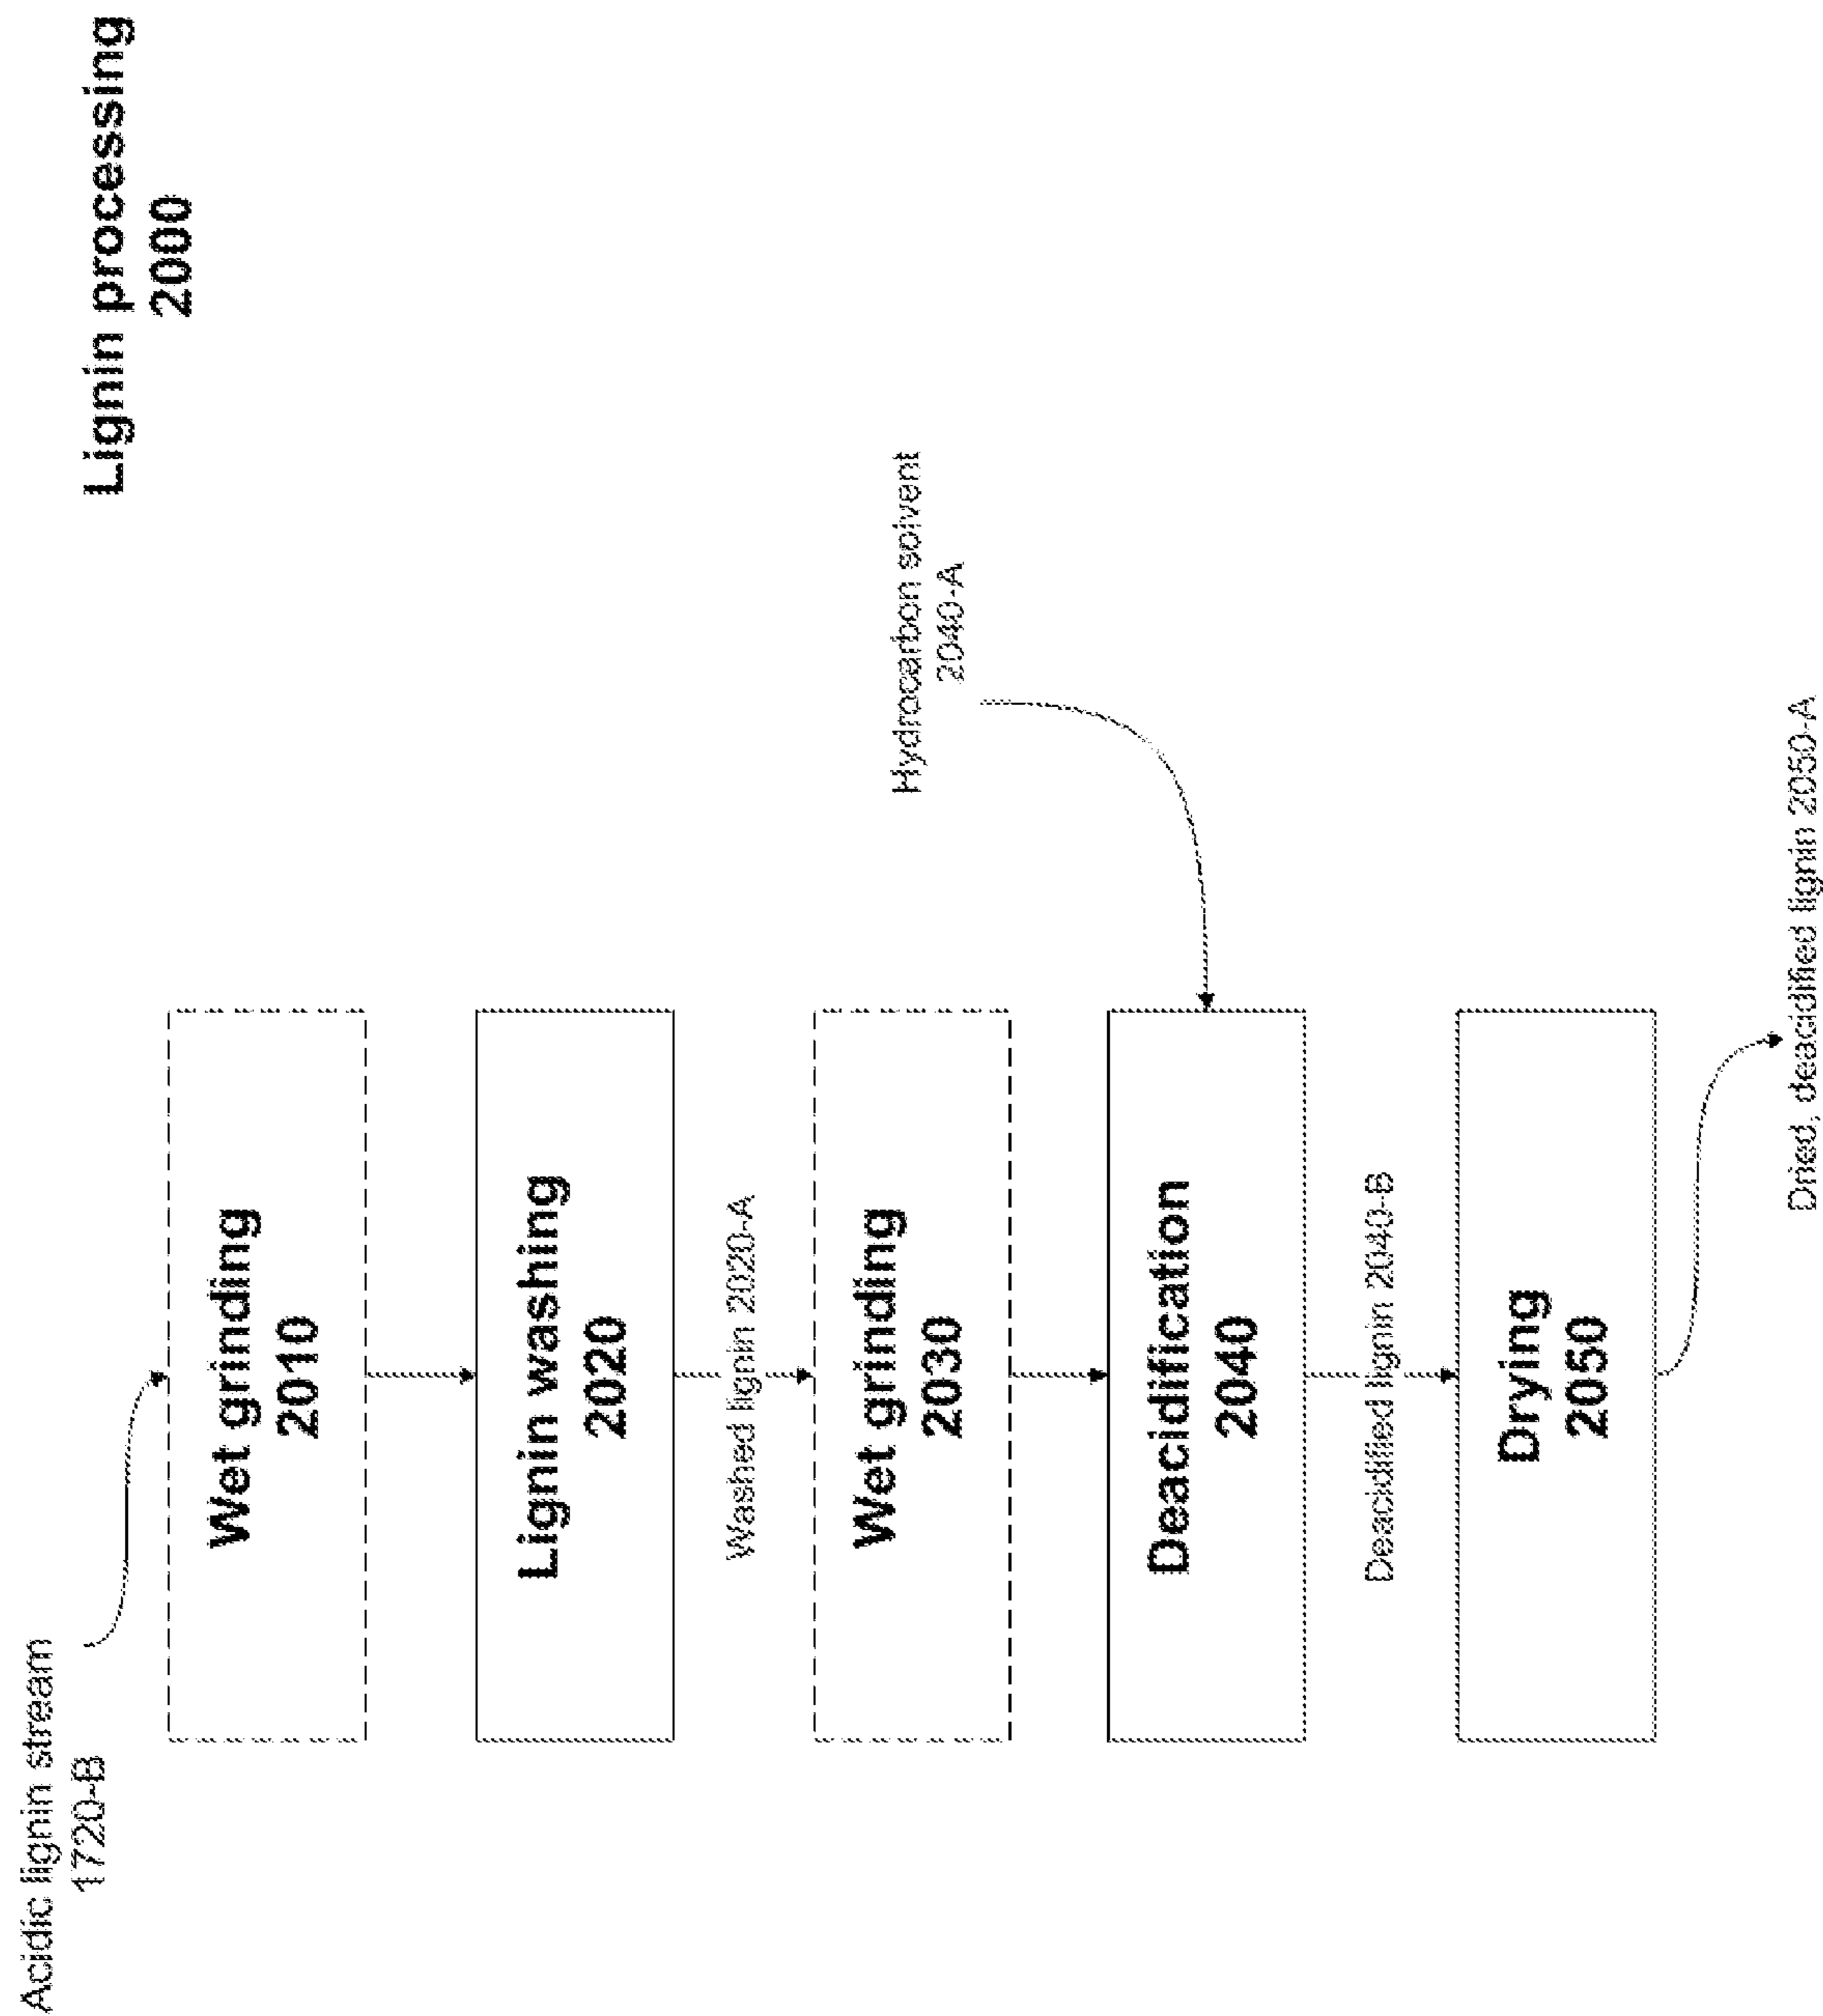 Lignin processing
2000
Acidic lignin stream
1720-B
Wet grinding
2010
Lignin washing
2020
Washed lignin 2020-A
Wet grinding
2030
Hydrocarbon solvent
2040-A
Deacidification
2040
Deacidified lignin 2040-B
Drying
2050
Dried, deacidified lignin 2050-A